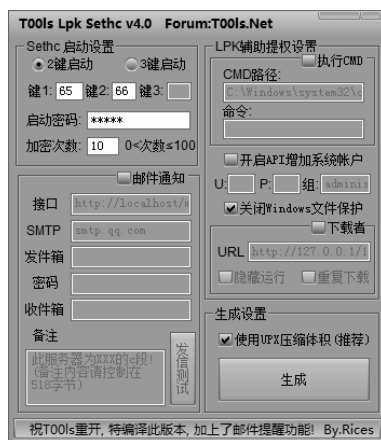 T00ls Lpk Sethc v4.0 Forum:T00ls.Net
Sethc 启动设置
2键启动 3键启动
键1: 65 键2: 66 键3:
启动密码: *****
加密次数: 10 0<次数≤100
邮件通知
接口 http://localhost/m
SMTP smtp.qq.com
发件箱
密码
收件箱
备注
此服务器为XXX的c段!
(备注内容请控制在
518字节)
发信测试
LPK辅助提权设置
执行CMD
CMD路径:
C:\Windows\system32\c
命令:
开启API增加系统帐户
U: P: 组: adminis
关闭Windows文件保护
下载者
URL http://127.0.0.1/1
隐藏运行 重复下载
生成设置
使用UPX压缩体积(推荐)
生成
祝T00ls重开, 特编译此版本, 加上了邮件提醒功能! By.Rices